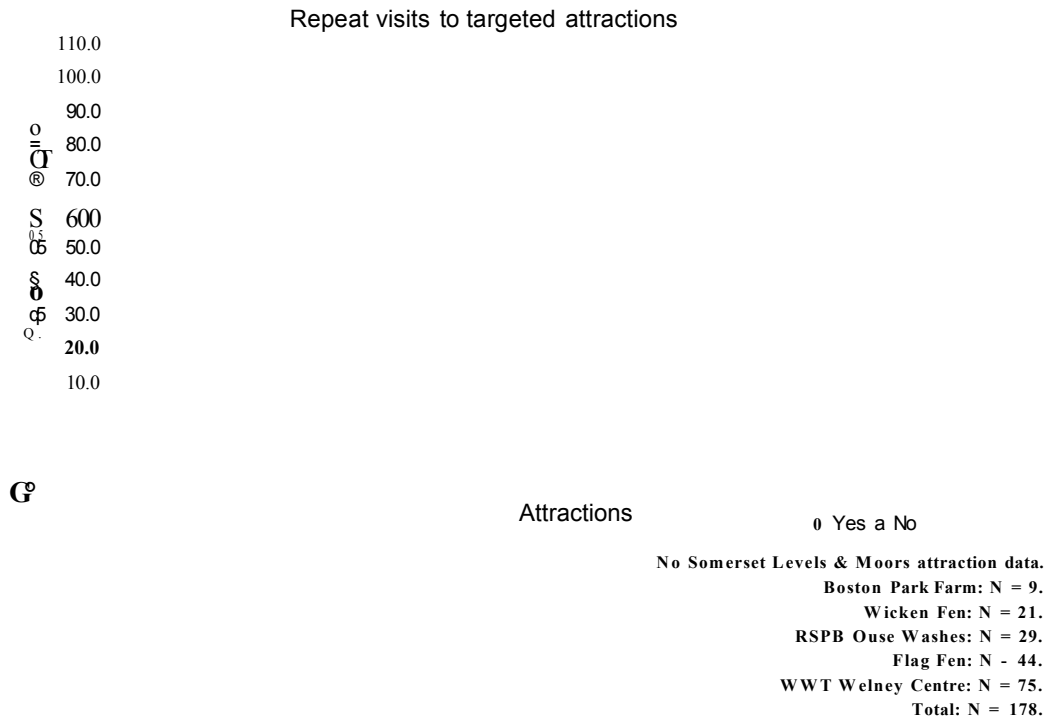 Repeat visits to targeted attractions
110.0
100.0
90.0
80.0
® 70.0
S 600
50.0
§ 40.0
30.0
Q .
20.0
10.0
G°
Attractions
0 Yes a No
No Somerset Levels & Moors attraction data.
Boston Park Farm: N = 9.
Wicken Fen: N = 21.
RSPB Ouse Washes: N = 29.
Flag Fen: N - 44.
WWT Welney Centre: N = 75.
Total: N = 178.